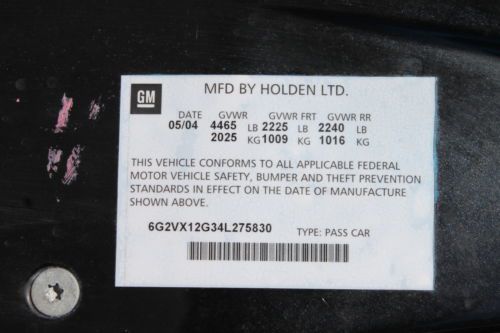 GM
MFD BY HOLDEN LTD.
DATE GVWR GVWR FRT GVWR RR
05/04 4465 LB 2225 LB 2240 LB
2025 KG 1009 KG 1016 KG
THIS VEHICLE CONFORMS TO ALL APPLICABLE FEDERAL
MOTOR VEHICLE SAFETY, BUMPER AND THEFT PREVENTION
STANDARDS IN EFFECT ON THE DATE OF MANUFACTURE
SHOWN ABOVE.
6G2VX12G34L275830 TYPE: PASS CAR